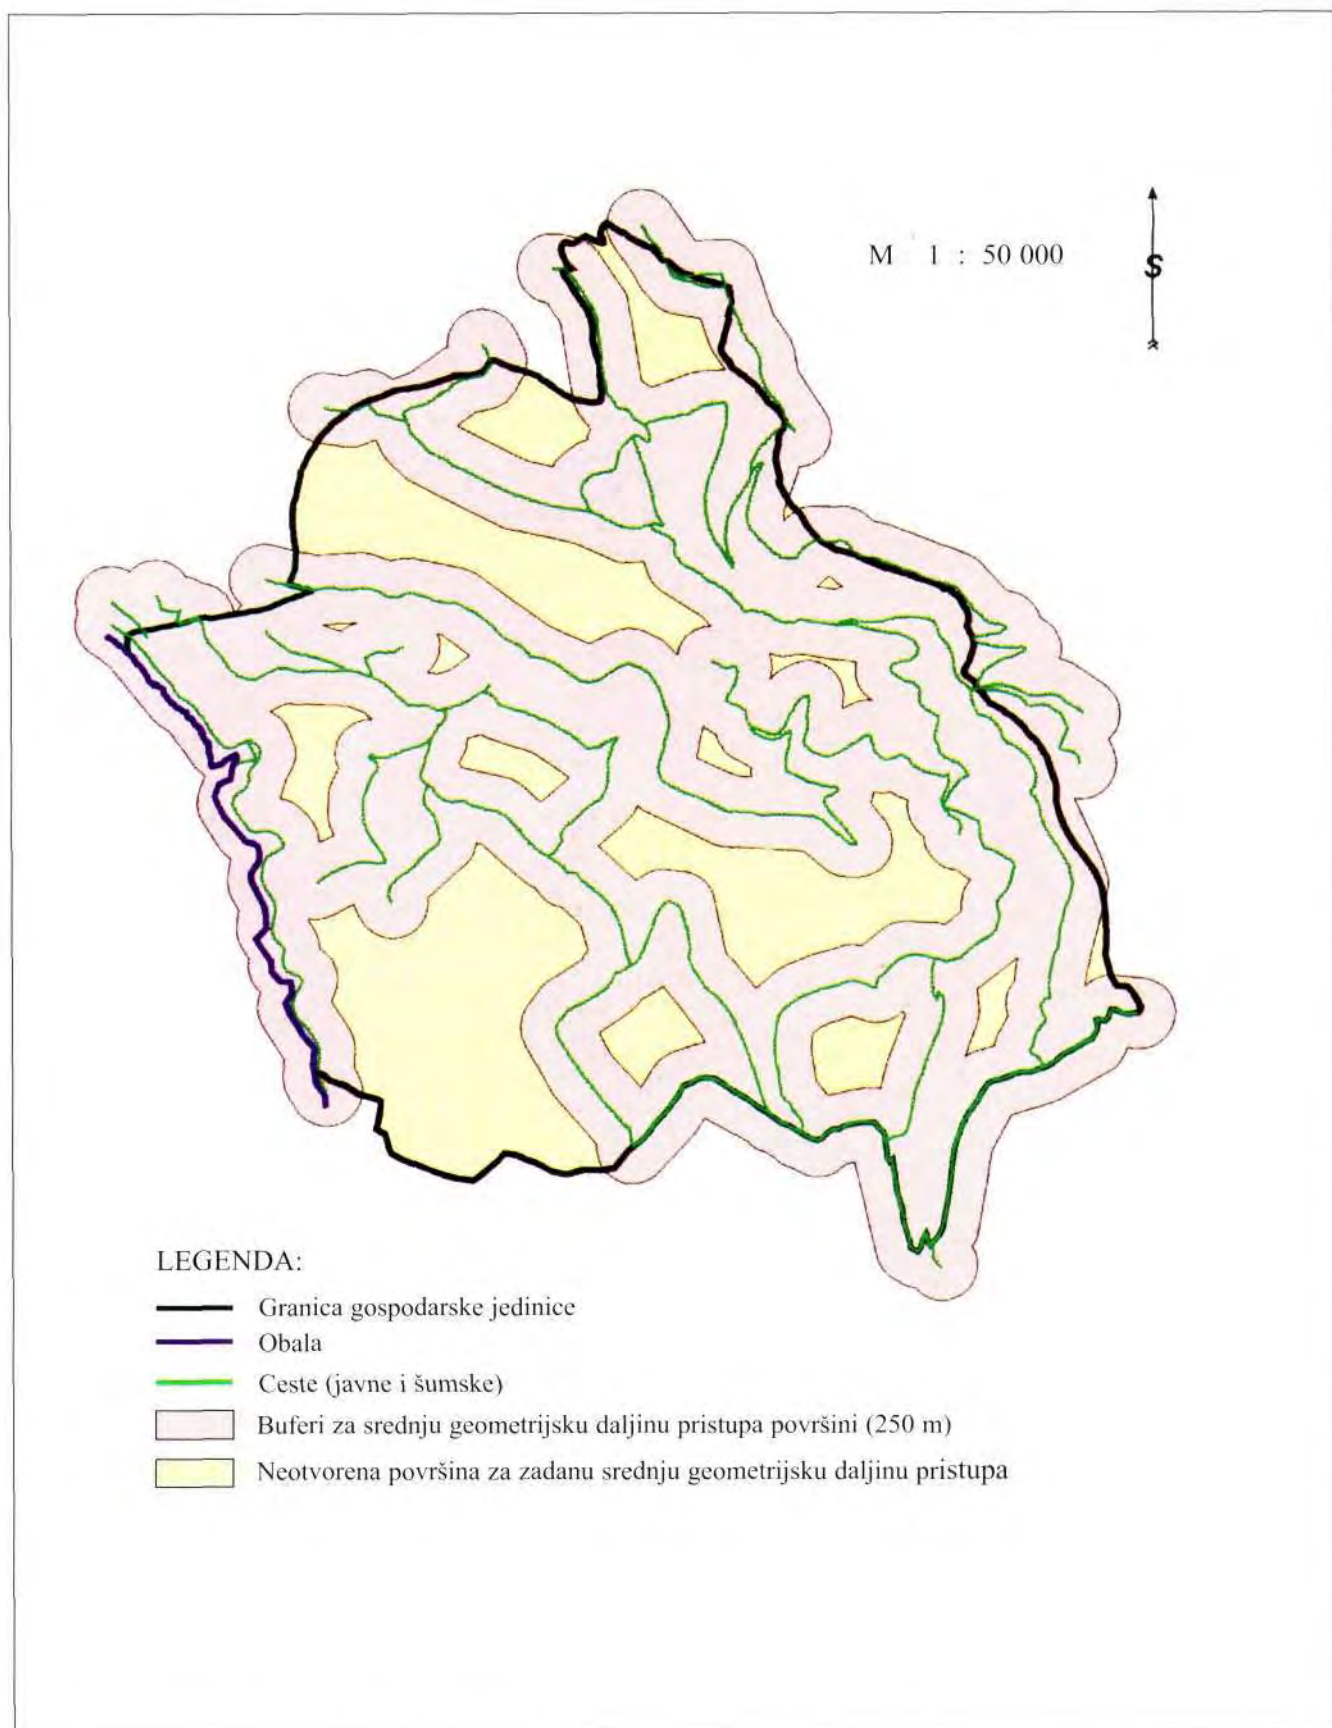 M 1 : 50 000
S
LEGENDA:
Granica gospodarske jedinice
Obala
Ceste (javne i šumske)
Buferi za srednju geometrijsku daljinu pristupa površini (250 m)
Neotvorena površina za zadanu srednju geometrijsku daljinu pristupa